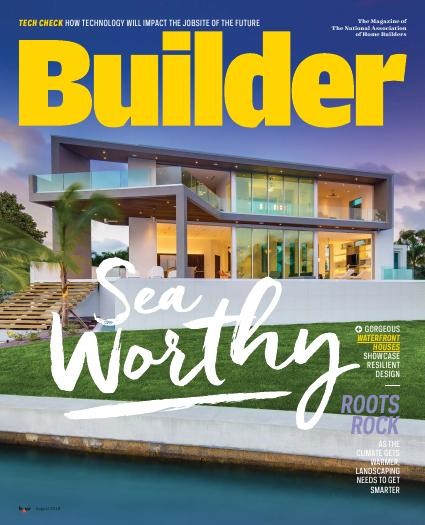 TECH CHECK HOW TECHNOLOGY WILL IMPACT THE JOBSITE OF THE FUTURE
The Magazine of
The National Association
of Home Builders
Builder
Sea
Worthy
GORGEOUS
WATERFRONT
HOUSES
SHOWCASE
RESILIENT
DESIGN
ROOTS
ROCK
AS THE
CLIMATE GETS
WARMER,
LANDSCAPING
NEEDS TO GET
SMARTER